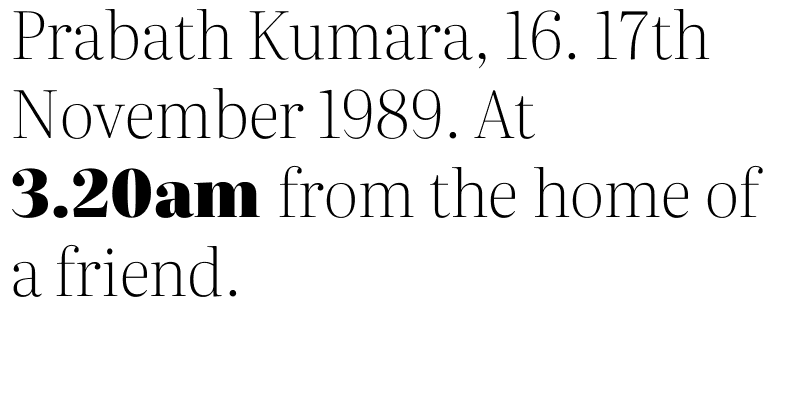 Prabath Kumara, 16. 17th
November 1989. At
3.20am from the home of
a friend.